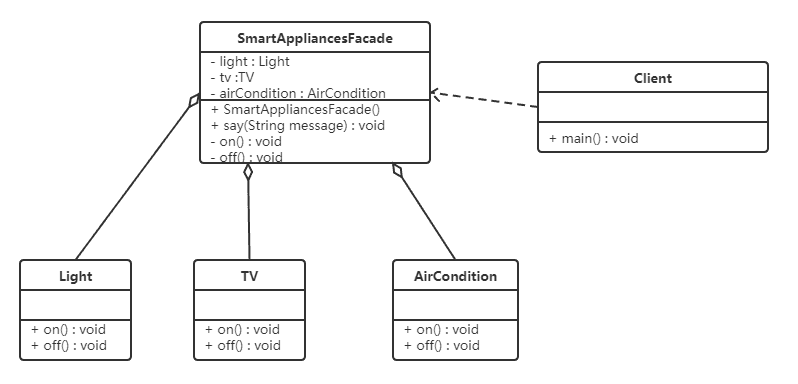 SmartAppliancesFacade
- light : Light
- tv :TV
- airCondition : AirCondition
+ SmartAppliancesFacade()
+ say(String message) : void
- on() : void
- off() : void
Client
+ main() : void
Light
+ on() : void
+ off() : void
TV
+ on() : void
+ off() : void
AirCondition
+ on() : void
+ off() : void